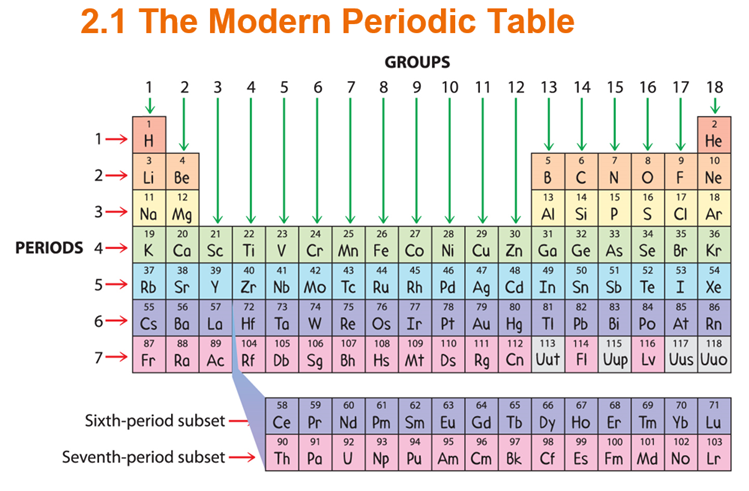 2.1 The Modern Periodic Table
GROUPS
1 2 3 4 5 6 7 8 9 10 11 12 13 14 15 16 17 18
1 2
1 H He
3 4 5 6 7 8 9 10
2 Li Be B C N O F Ne
11 12 13 14 15 16 17 18
3 Na Mg Al Si P S Cl Ar
19 20 21 22 23 24 25 26 27 28 29 30 31 32 33 34 35 36
PERIODS 4 K Ca Sc Ti V Cr Mn Fe Co Ni Cu Zn Ga Ge As Se Br Kr
37 38 39 40 41 42 43 44 45 46 47 48 49 50 51 52 53 54
5 Rb Sr Y Zr Nb Mo Tc Ru Rh Pd Ag Cd In Sn Sb Te I Xe
55 56 57 72 73 74 75 76 77 78 79 80 81 82 83 84 85 86
6 Cs Ba La Hf Ta W Re Os Ir Pt Au Hg Tl Pb Bi Po At Rn
87 88 89 104 105 106 107 108 109 110 111 112 113 114 115 116 117 118
7 Fr Ra Ac Rf Db Sg Bh Hs Mt Ds Rg Cn Uut Fl Uup Lv Uus Uuo
58 59 60 61 62 63 64 65 66 67 68 69 70 71
Sixth-period subset Ce Pr Nd Pm Sm Eu Gd Tb Dy Ho Er Tm Yb Lu
90 91 92 93 94 95 96 97 98 99 100 101 102 103
Seventh-period subset Th Pa U Np Pu Am Cm Bk Cf Es Fm Md No Lr